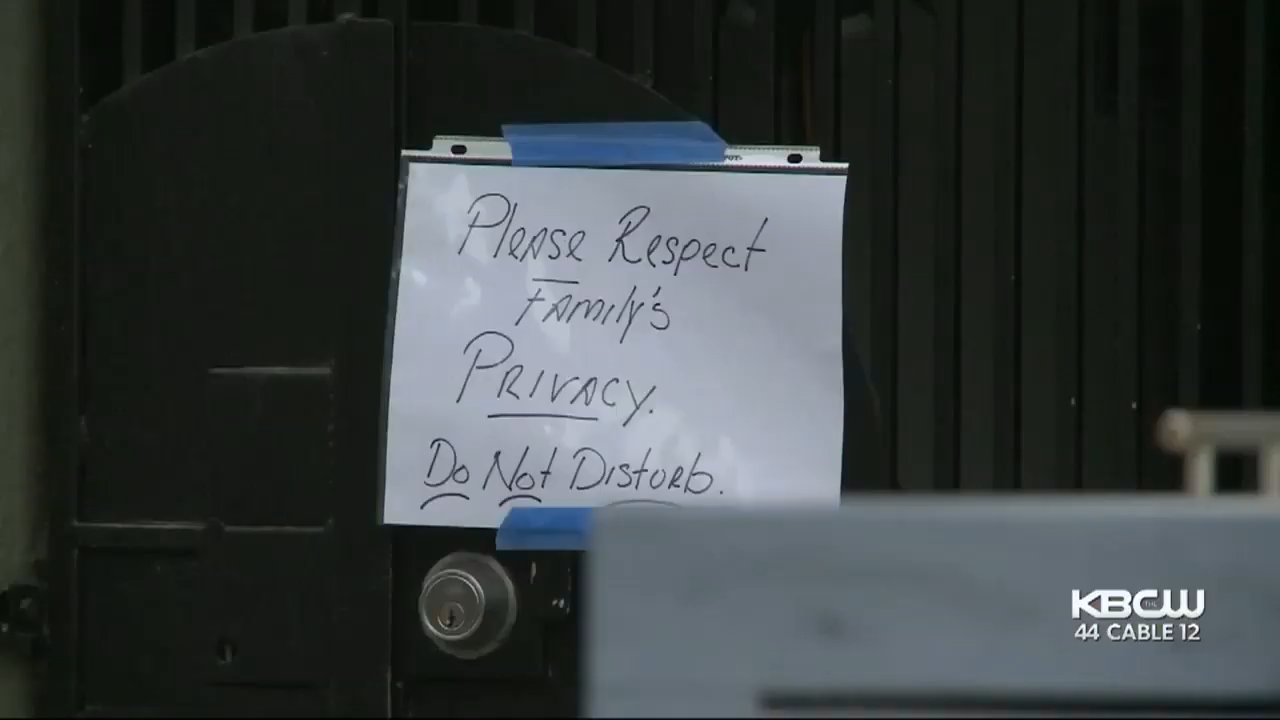 Please Respect
Family's
Privacy.
Do Not Disturb.
KBCW
44 CABLE 12